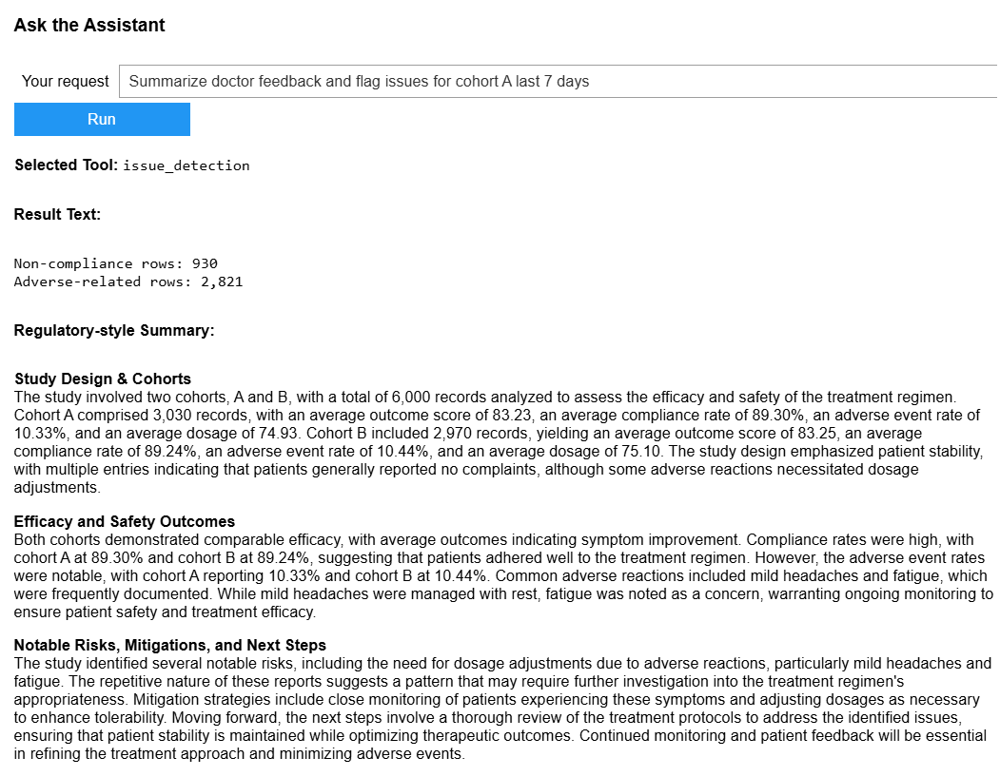 Ask the Assistant
Your request
Summarize doctor feedback and flag issues for cohort A last 7 days
Run
Selected Tool: issue_detection
Result Text:
Non-compliance rows: 930
Adverse-related rows: 2,821
Regulatory-style Summary:
Study Design & Cohorts
The study involved two cohorts, A and B, with a total of 6,000 records analyzed to assess the efficacy and safety of the treatment regimen.
Cohort A comprised 3,030 records, with an average outcome score of 83.23, an average compliance rate of 89.30%, an adverse event rate of
10.33%, and an average dosage of 74.93. Cohort B included 2,970 records, yielding an average outcome score of 83.25, an average
compliance rate of 89.24%, an adverse event rate of 10.44%, and an average dosage of 75.10. The study design emphasized patient stability,
with multiple entries indicating that patients generally reported no complaints, although some adverse reactions necessitated dosage
adjustments.
Efficacy and Safety Outcomes
Both cohorts demonstrated comparable efficacy, with average outcomes indicating symptom improvement. Compliance rates were high, with
cohort A at 89.30% and cohort B at 89.24%, suggesting that patients adhered well to the treatment regimen. However, the adverse event rates
were notable, with cohort A reporting 10.33% and cohort B at 10.44%. Common adverse reactions included mild headaches and fatigue, which
were frequently documented. While mild headaches were managed with rest, fatigue was noted as a concern, warranting ongoing monitoring to
ensure patient safety and treatment efficacy.
Notable Risks, Mitigations, and Next Steps
The study identified several notable risks, including the need for dosage adjustments due to adverse reactions, particularly mild headaches and
fatigue. The repetitive nature of these reports suggests a pattern that may require further investigation into the treatment regimen's
appropriateness. Mitigation strategies include close monitoring of patients experiencing these symptoms and adjusting dosages as necessary
to enhance tolerability. Moving forward, the next steps involve a thorough review of the treatment protocols to address the identified issues,
ensuring that patient stability is maintained while optimizing therapeutic outcomes. Continued monitoring and patient feedback will be essential
in refining the treatment approach and minimizing adverse events.